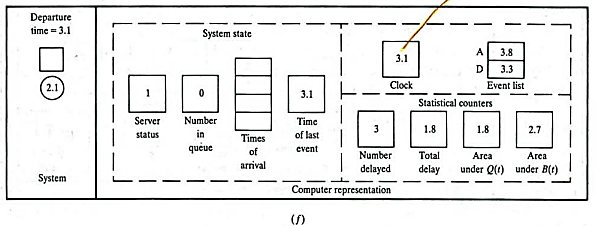 Departure
time = 3.1
2.1
System
System state
1
Server
status
0
Number
in
queue
Times
of
arrival
3.1
Time
of last
event
3.1
Clock
A 3.8
D 3.3
Event list
Statistical counters
3
Number
delayed
1.8
Total
delay
1.8
Area
under Q(t)
2.7
Area
under B(t)
Computer representation
(f)